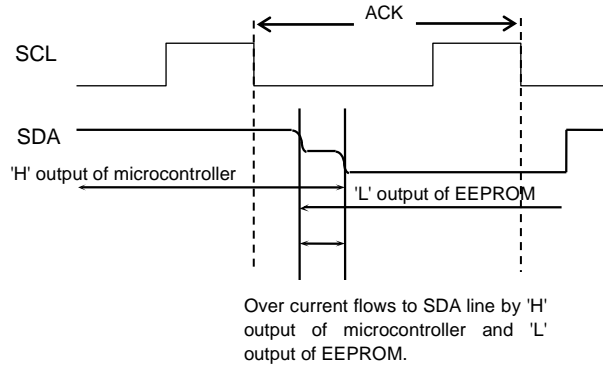 ACK
SCL
SDA
'H' output of microcontroller
'L' output of EEPROM
Over current flows to SDA line by 'H'
output of microcontroller and 'L'
output of EEPROM.